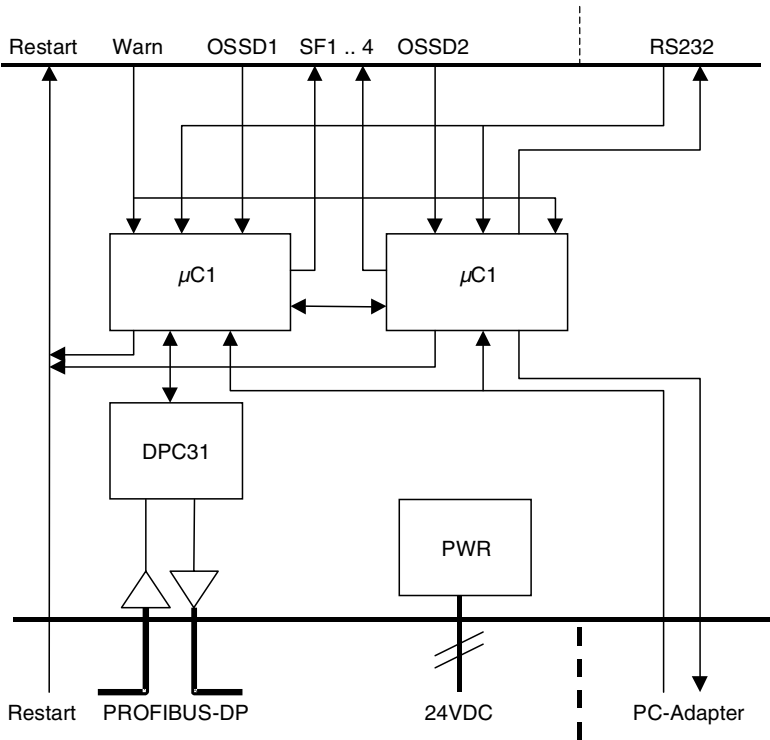 Restart Warn OSSD1 SF1 .. 4 OSSD2 RS232
µC1 µC1
DPC31
PWR
Restart PROFIBUS-DP 24VDC PC-Adapter